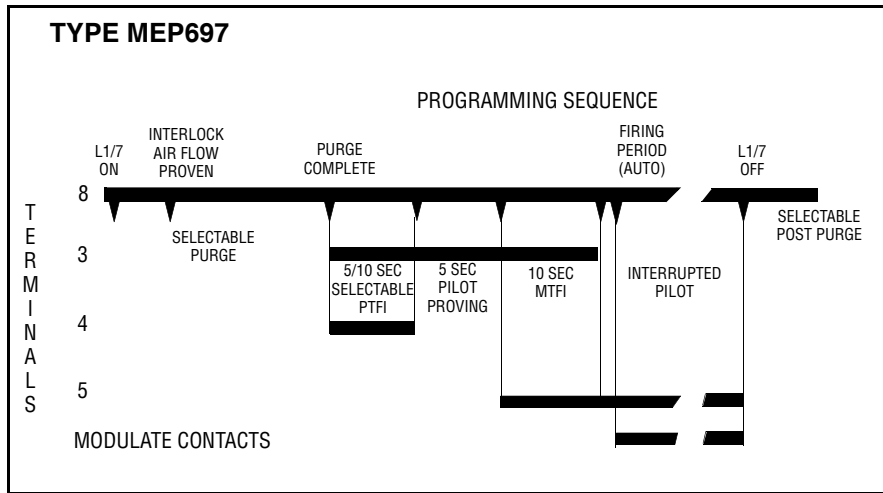 TYPE MEP697
PROGRAMMING SEQUENCE
L1/7
ON
INTERLOCK
AIR FLOW
PROVEN
PURGE
COMPLETE
FIRING
PERIOD
(AUTO)
L1/7
OFF
TERMINALS
8
SELECTABLE
PURGE
SELECTABLE
POST PURGE
3
5/10 SEC
SELECTABLE
PTFI
5 SEC
PILOT
PROVING
10 SEC
MTFI
INTERRUPTED
PILOT
4
5
MODULATE CONTACTS